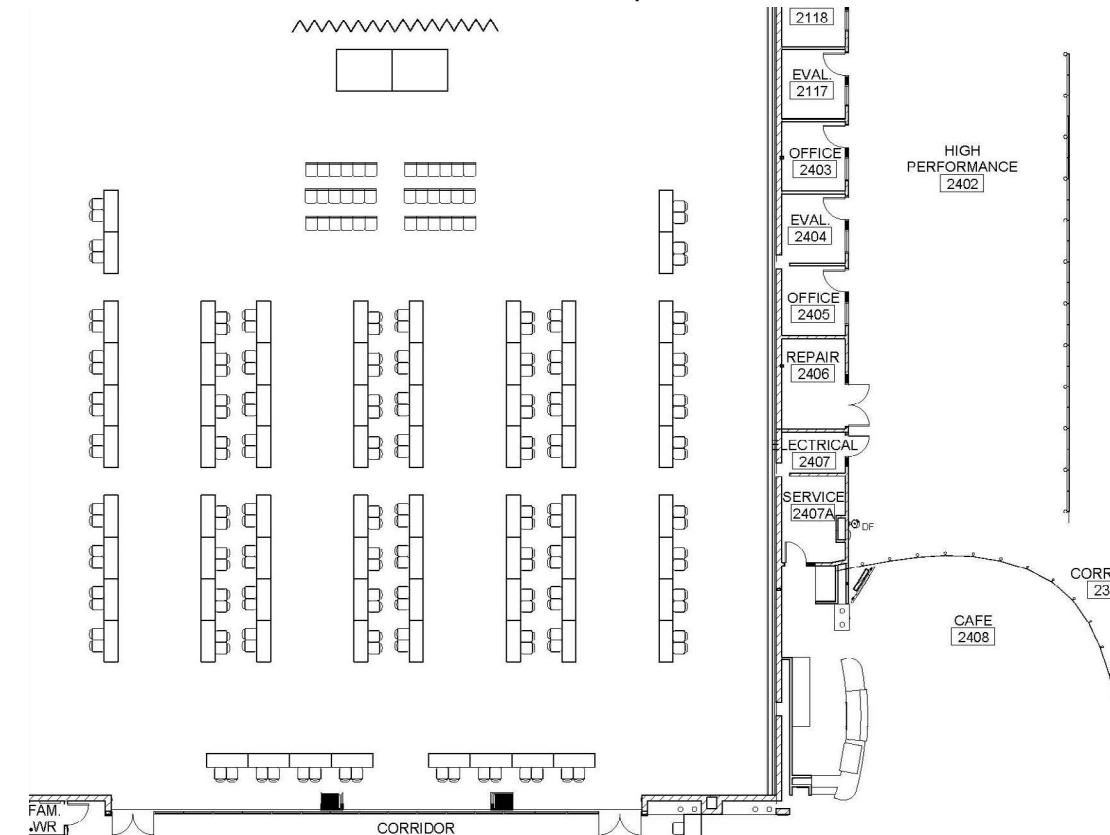 2118
EVAL.
2117
OFFICE
2403
HIGH
PERFORMANCE
2402
EVAL.
2404
OFFICE
2405
REPAIR
2406
ELECTRICAL
2407
SERVICE
2407A
DF
CORR
23
CAFE
2408
FAM.
WR
CORRIDOR